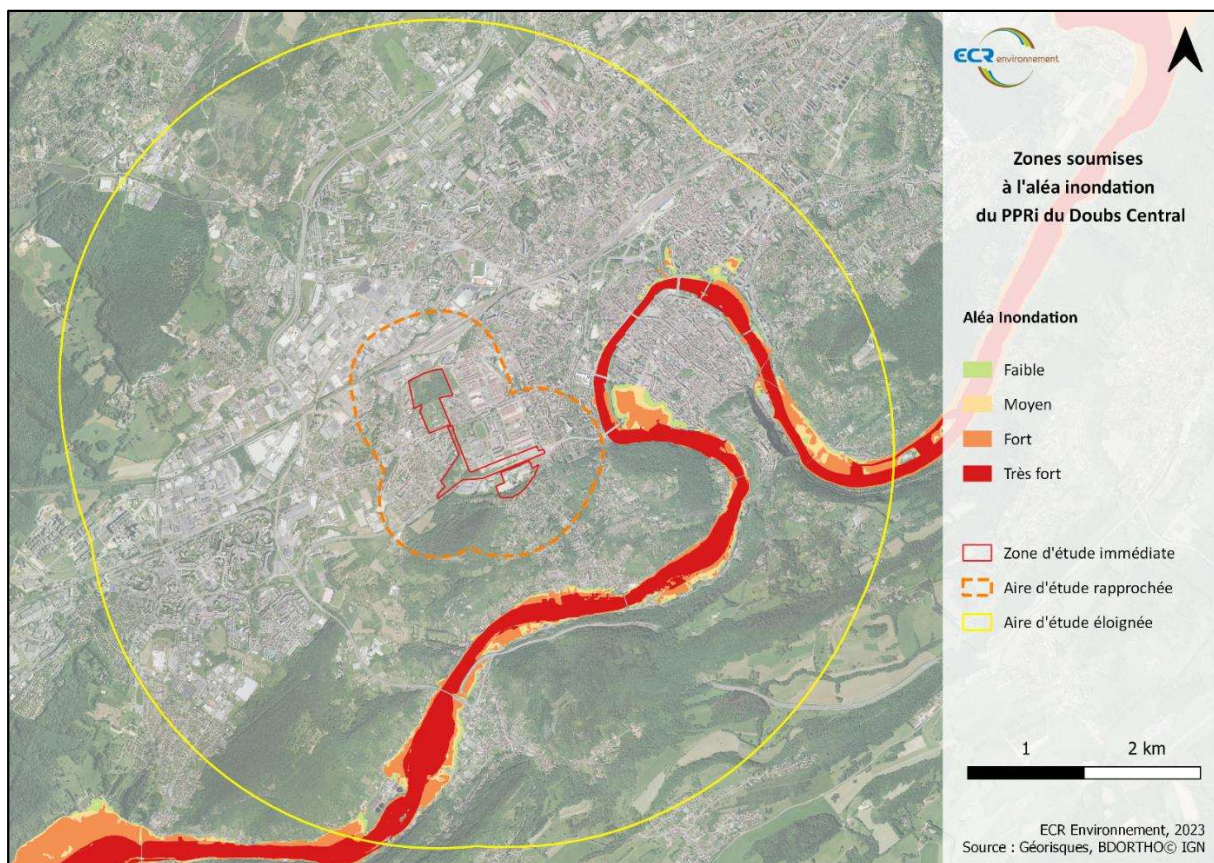 ECR environnement
Zones soumises
à l'aléa inondation
du PPRi du Doubs Central
Aléa Inondation
Faible
Moyen
Fort
Très fort
Zone d'étude immédiate
Aire d'étude rapprochée
Aire d'étude éloignée
1 2 km
ECR Environnement, 2023
Source : Géorisques, BDORTHO© IGN